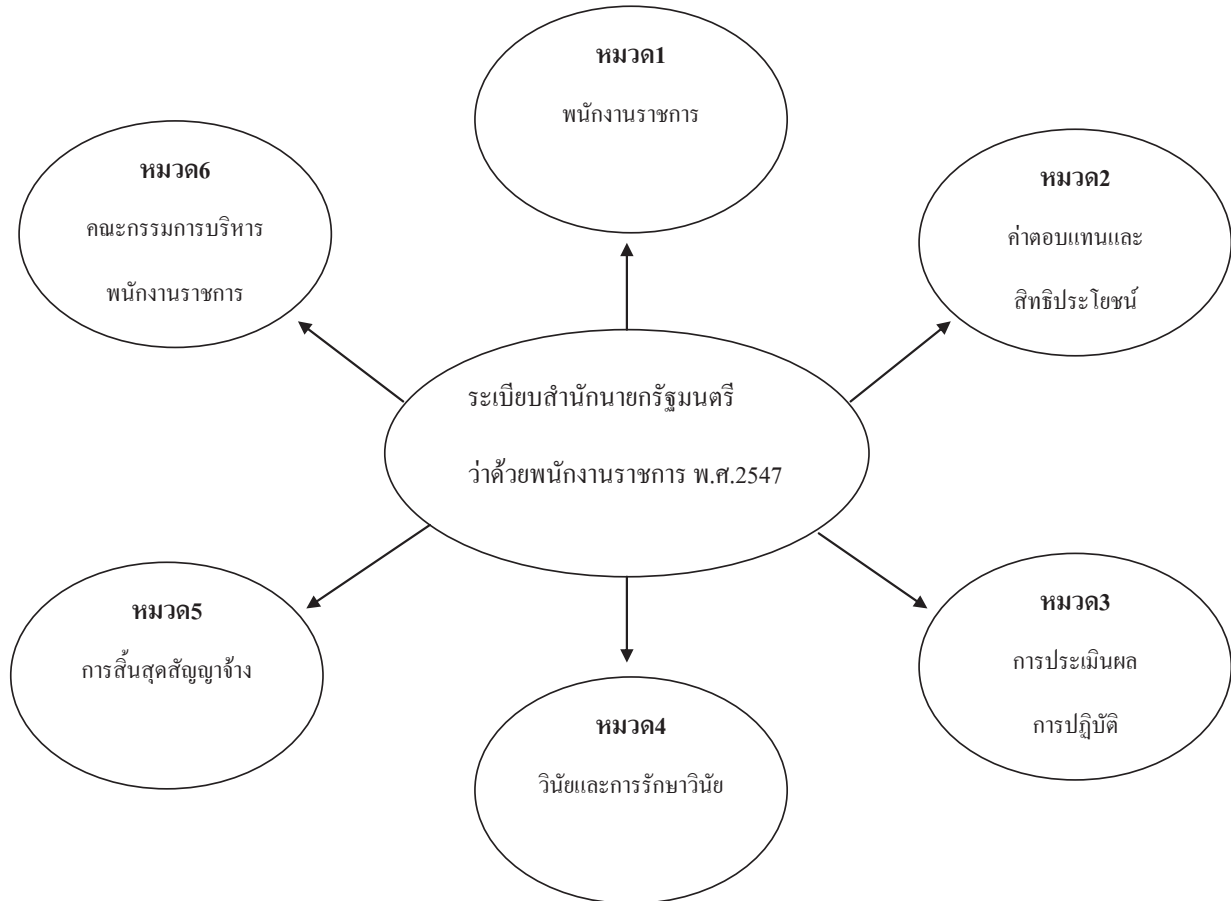 หมวด1
พนักงานราชการ
หมวด6
คณะกรรมการบริหาร
พนักงานราชการ
หมวด2
ค่าตอบแทนและ
สิทธิประโยชน์
ระเบียบสำนักนายกรัฐมนตรี
ว่าด้วยพนักงานราชการ พ.ศ.2547
หมวด5
การสิ้นสุดสัญญาจ้าง
หมวด3
การประเมินผล
การปฏิบัติ
หมวด4
วินัยและการรักษาวินัย